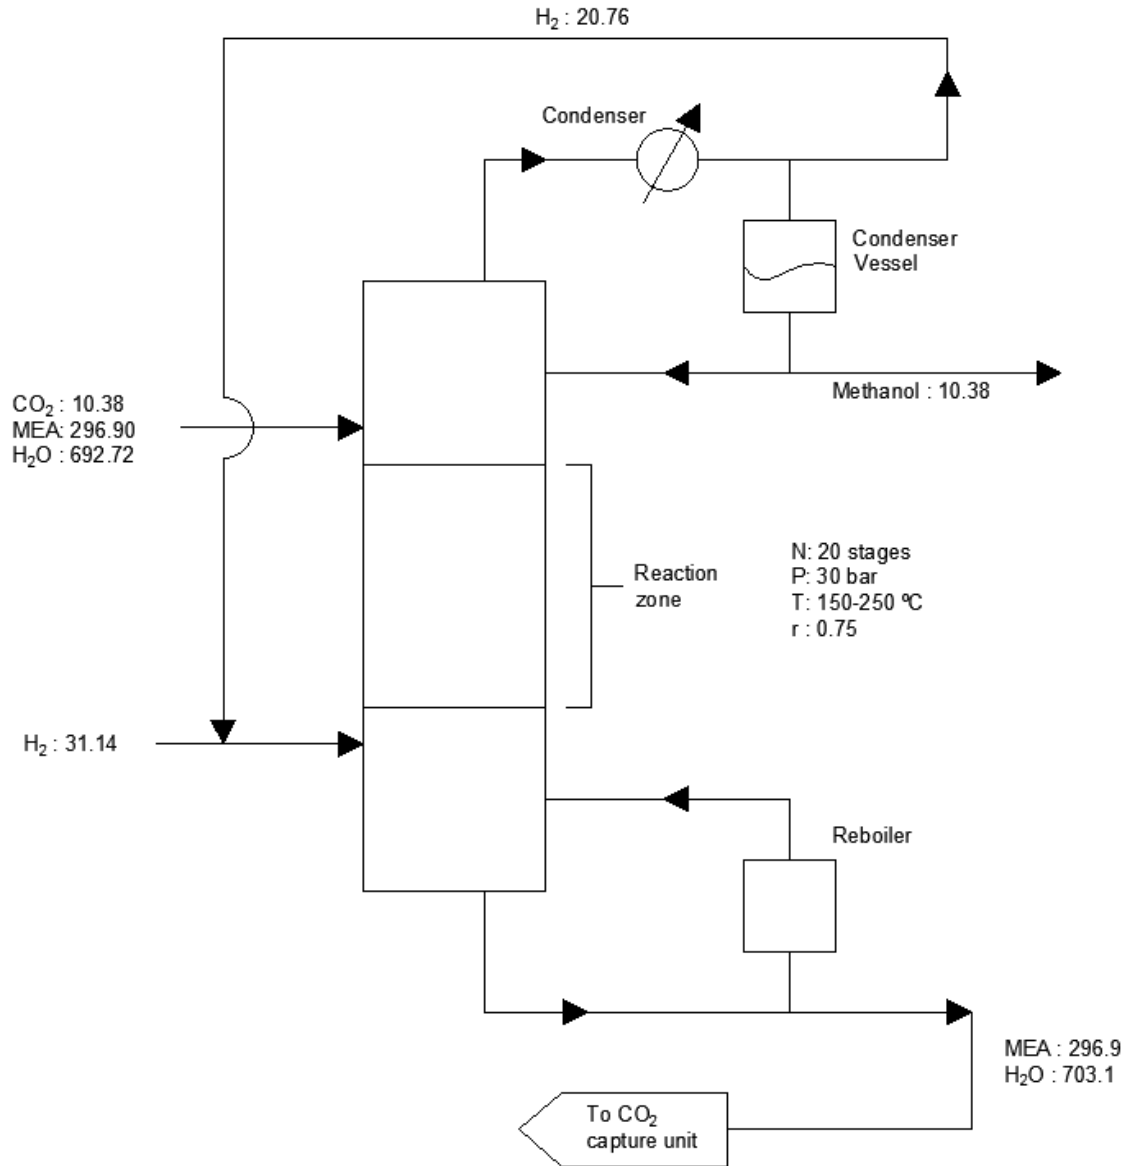 H₂ : 20.76
Condenser
Condenser
Vessel
CO₂ : 10.38
MEA: 296.90
H₂O : 692.72
Methanol : 10.38
Reaction
zone
N: 20 stages
P: 30 bar
T: 150-250 ºC
r : 0.75
H₂ : 31.14
Reboiler
MEA : 296.9
H₂O : 703.1
To CO₂
capture unit